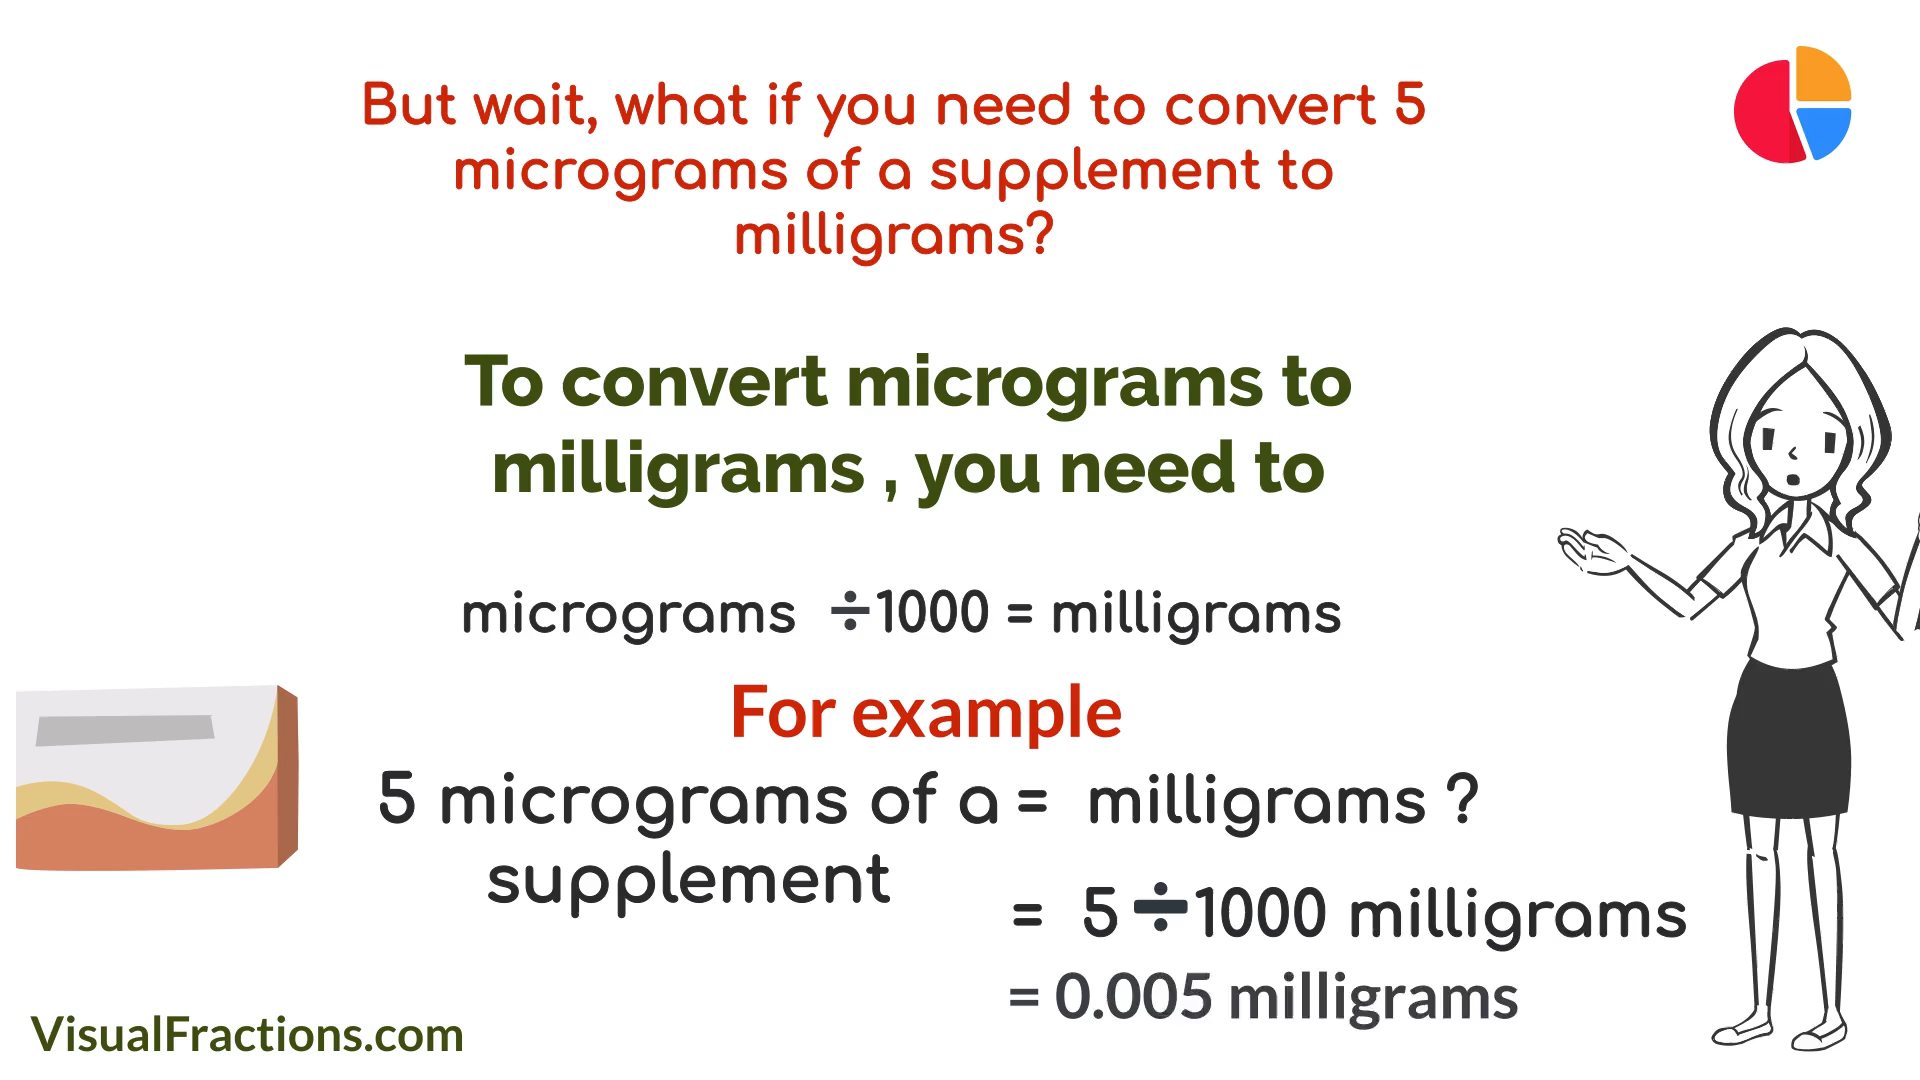 But wait, what if you need to convert 5
micrograms of a supplement to
milligrams?
To convert micrograms to
milligrams , you need to
micrograms ÷1000 = milligrams
For example
5 micrograms of a = milligrams ?
supplement
= 5÷1000 milligrams
= 0.005 milligrams
VisualFractions.com